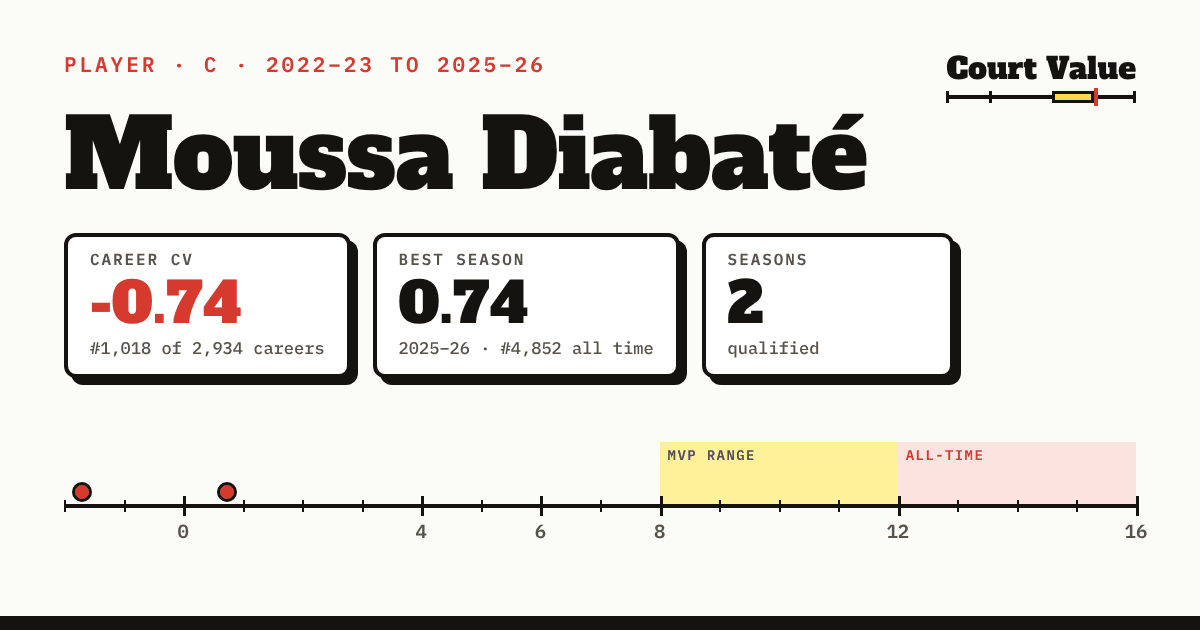 PLAYER · C · 2022–23 TO 2025–26
Court Value
Moussa Diabaté
CAREER CV
-0.74
#1,018 of 2,934 careers
BEST SEASON
0.74
2025–26 · #4,852 all time
SEASONS
2
qualified
MVP RANGE
ALL-TIME
0 4 6 8 12 16